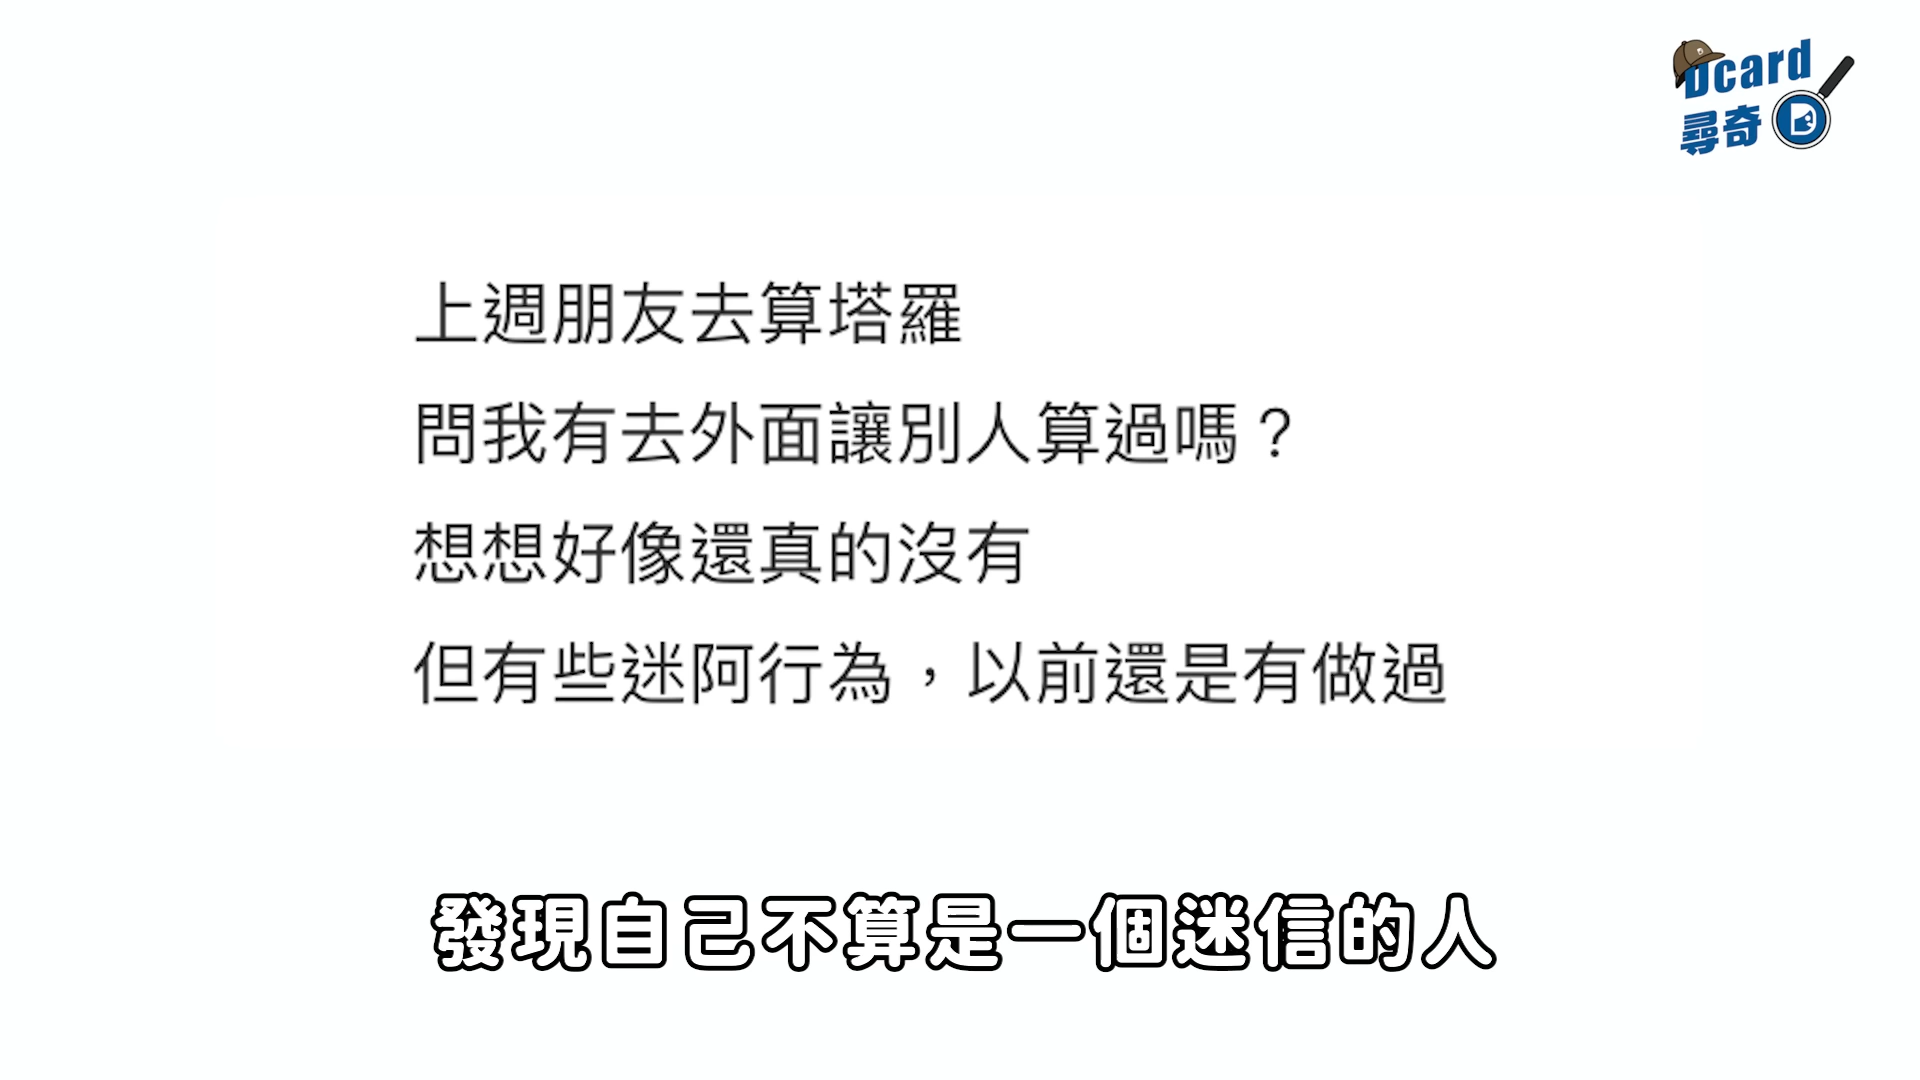 Dcard
尋奇
上週朋友去算塔羅
問我有去外面讓別人算過嗎？
想想好像還真的沒有
但有些迷阿行為，以前還是有做過
發現自己不算是一個迷信的人